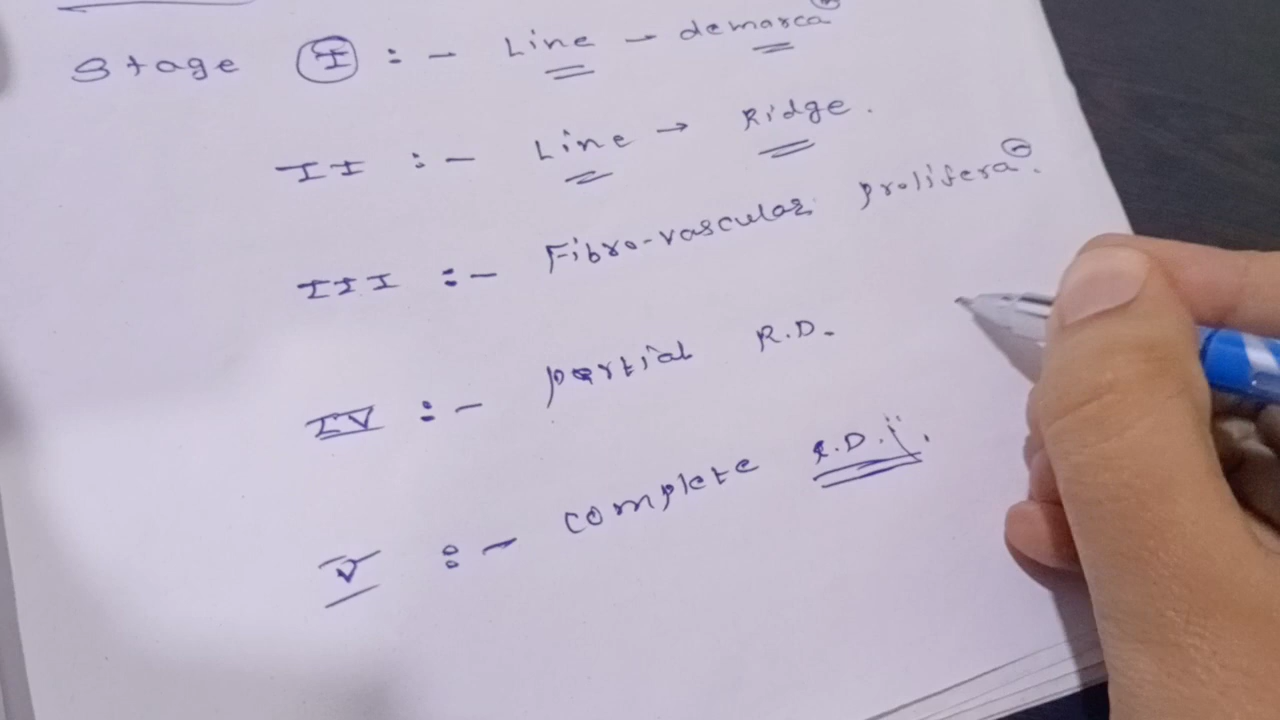 Stage I :- Line - demarca⁽⁻⁾
II :- Line → Ridge.
III :- Fibro-vascular prolifera⁽⁻⁾.
IV :- partial R.D.
V :- complete R.D.